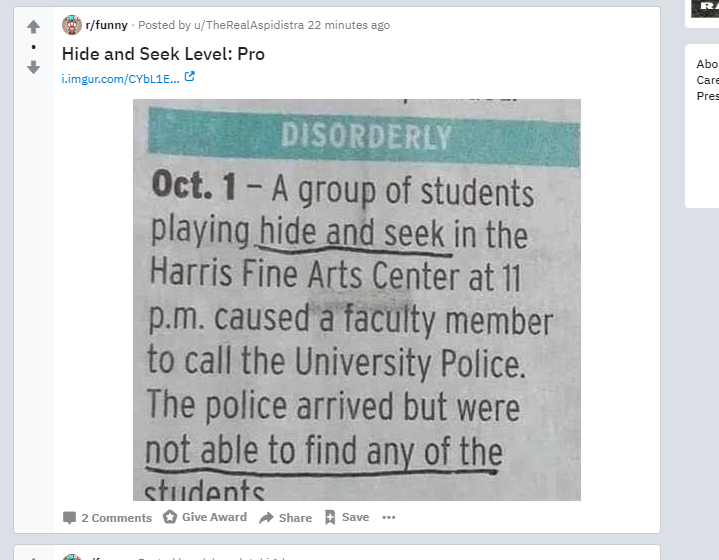 r/funny · Posted by u/TheRealAspidistra 22 minutes ago
Hide and Seek Level: Pro
i.imgur.com/CYbL1E...
DISORDERLY
Oct. 1 – A group of students
playing hide and seek in the
Harris Fine Arts Center at 11
p.m. caused a faculty member
to call the University Police.
The police arrived but were
not able to find any of the
students
2 Comments Give Award Share Save ...
Abo
Care
Pres